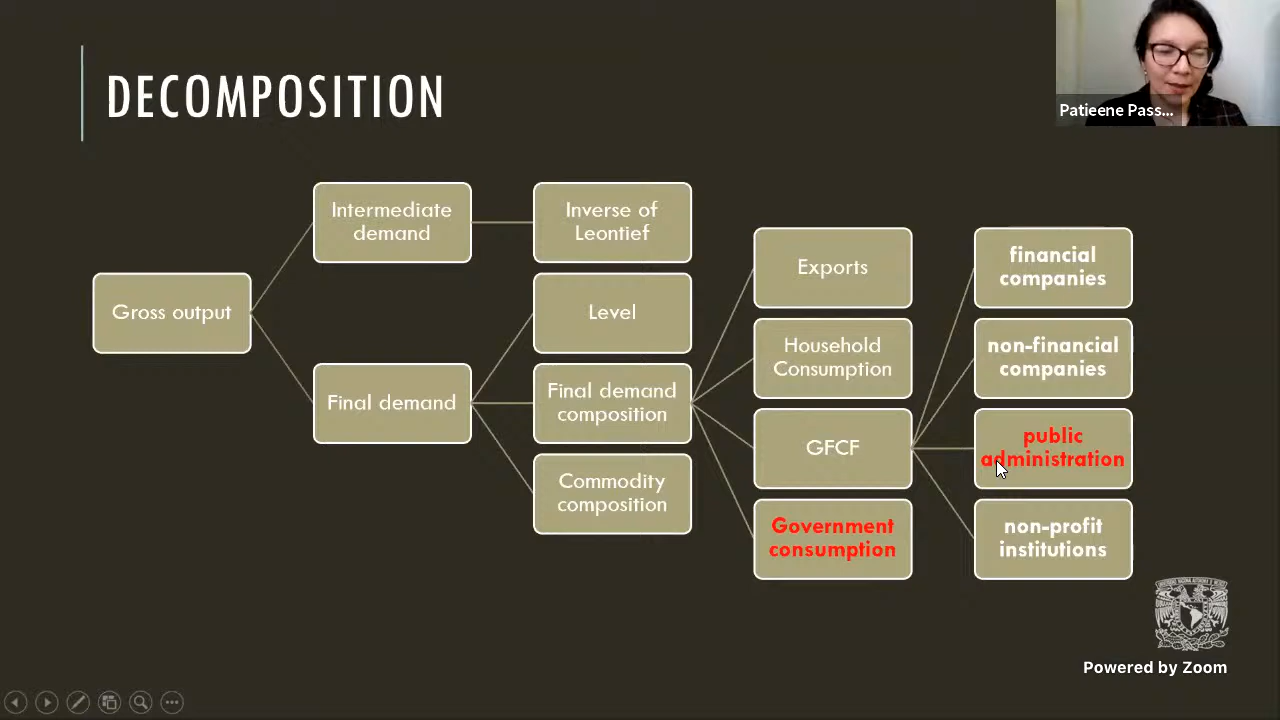 DECOMPOSITION
Patieene Pass...
Intermediate
demand
Inverse of
Leontief
Gross output
Level
Final demand
Final demand
composition
Commodity
composition
Exports
Household
Consumption
GFCF
Government
consumption
financial
companies
non-financial
companies
public
administration
non-profit
institutions
Powered by Zoom